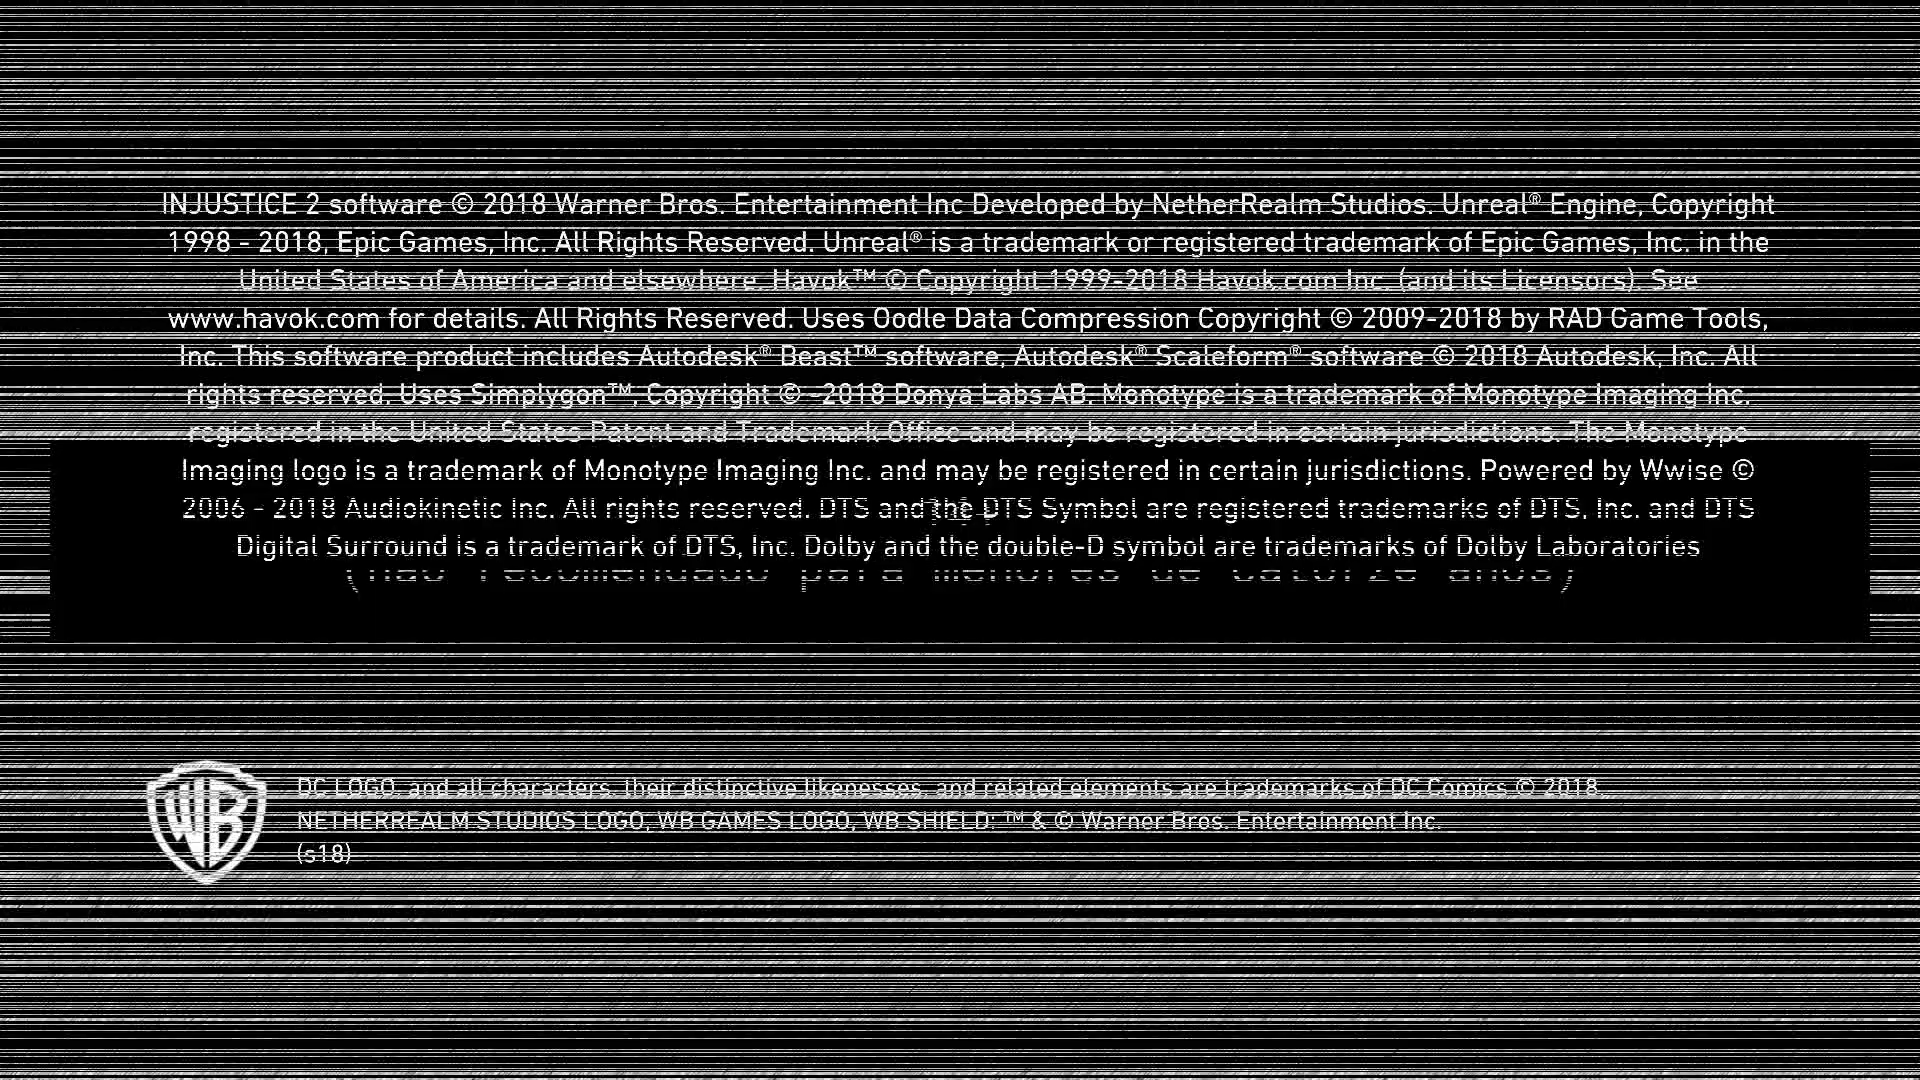 INJUSTICE 2 software © 2018 Warner Bros. Entertainment Inc Developed by NetherRealm Studios. Unreal® Engine, Copyright
1998 - 2018, Epic Games, Inc. All Rights Reserved. Unreal® is a trademark or registered trademark of Epic Games, Inc. in the
United States of America and elsewhere. Havok™ © Copyright 1999-2018 Havok.com Inc. (and its Licensors). See
www.havok.com for details. All Rights Reserved. Uses Oodle Data Compression Copyright © 2009-2018 by RAD Game Tools,
Inc. This software product includes Autodesk® Beast™ software, Autodesk® Scaleform® software © 2018 Autodesk, Inc. All
rights reserved. Uses Simplygon™, Copyright © -2018 Donya Labs AB. Monotype is a trademark of Monotype Imaging Inc.
registered in the United States Patent and Trademark Office and may be registered in certain jurisdictions. The Monotype
Imaging logo is a trademark of Monotype Imaging Inc. and may be registered in certain jurisdictions. Powered by Wwise ©
2006 - 2018 Audiokinetic Inc. All rights reserved. DTS and the DTS Symbol are registered trademarks of DTS, Inc. and DTS
Digital Surround is a trademark of DTS, Inc. Dolby and the double-D symbol are trademarks of Dolby Laboratories
(não recomendado para menores de catorze anos)
WB
DC LOGO, and all characters, their distinctive likenesses, and related elements are trademarks of DC Comics © 2018.
NETHERREALM STUDIOS LOGO, WB GAMES LOGO, WB SHIELD: ™ & © Warner Bros. Entertainment Inc.
(s18)